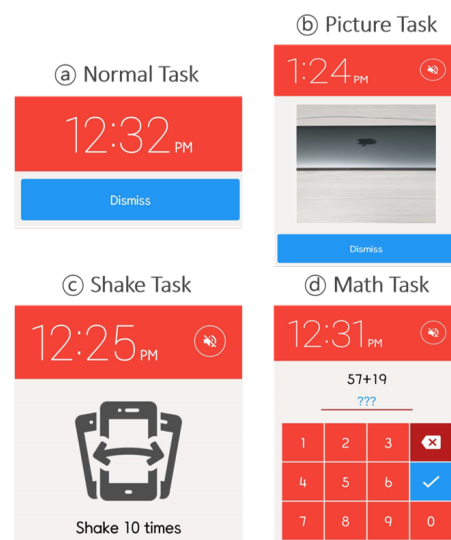 ⓐ Normal Task
12:32 PM
Dismiss
ⓑ Picture Task
1:24 PM
Dismiss
ⓒ Shake Task
12:25 PM
Shake 10 times
ⓓ Math Task
12:31 PM
57+19
???
1 2 3
4 5 6
7 8 9 0